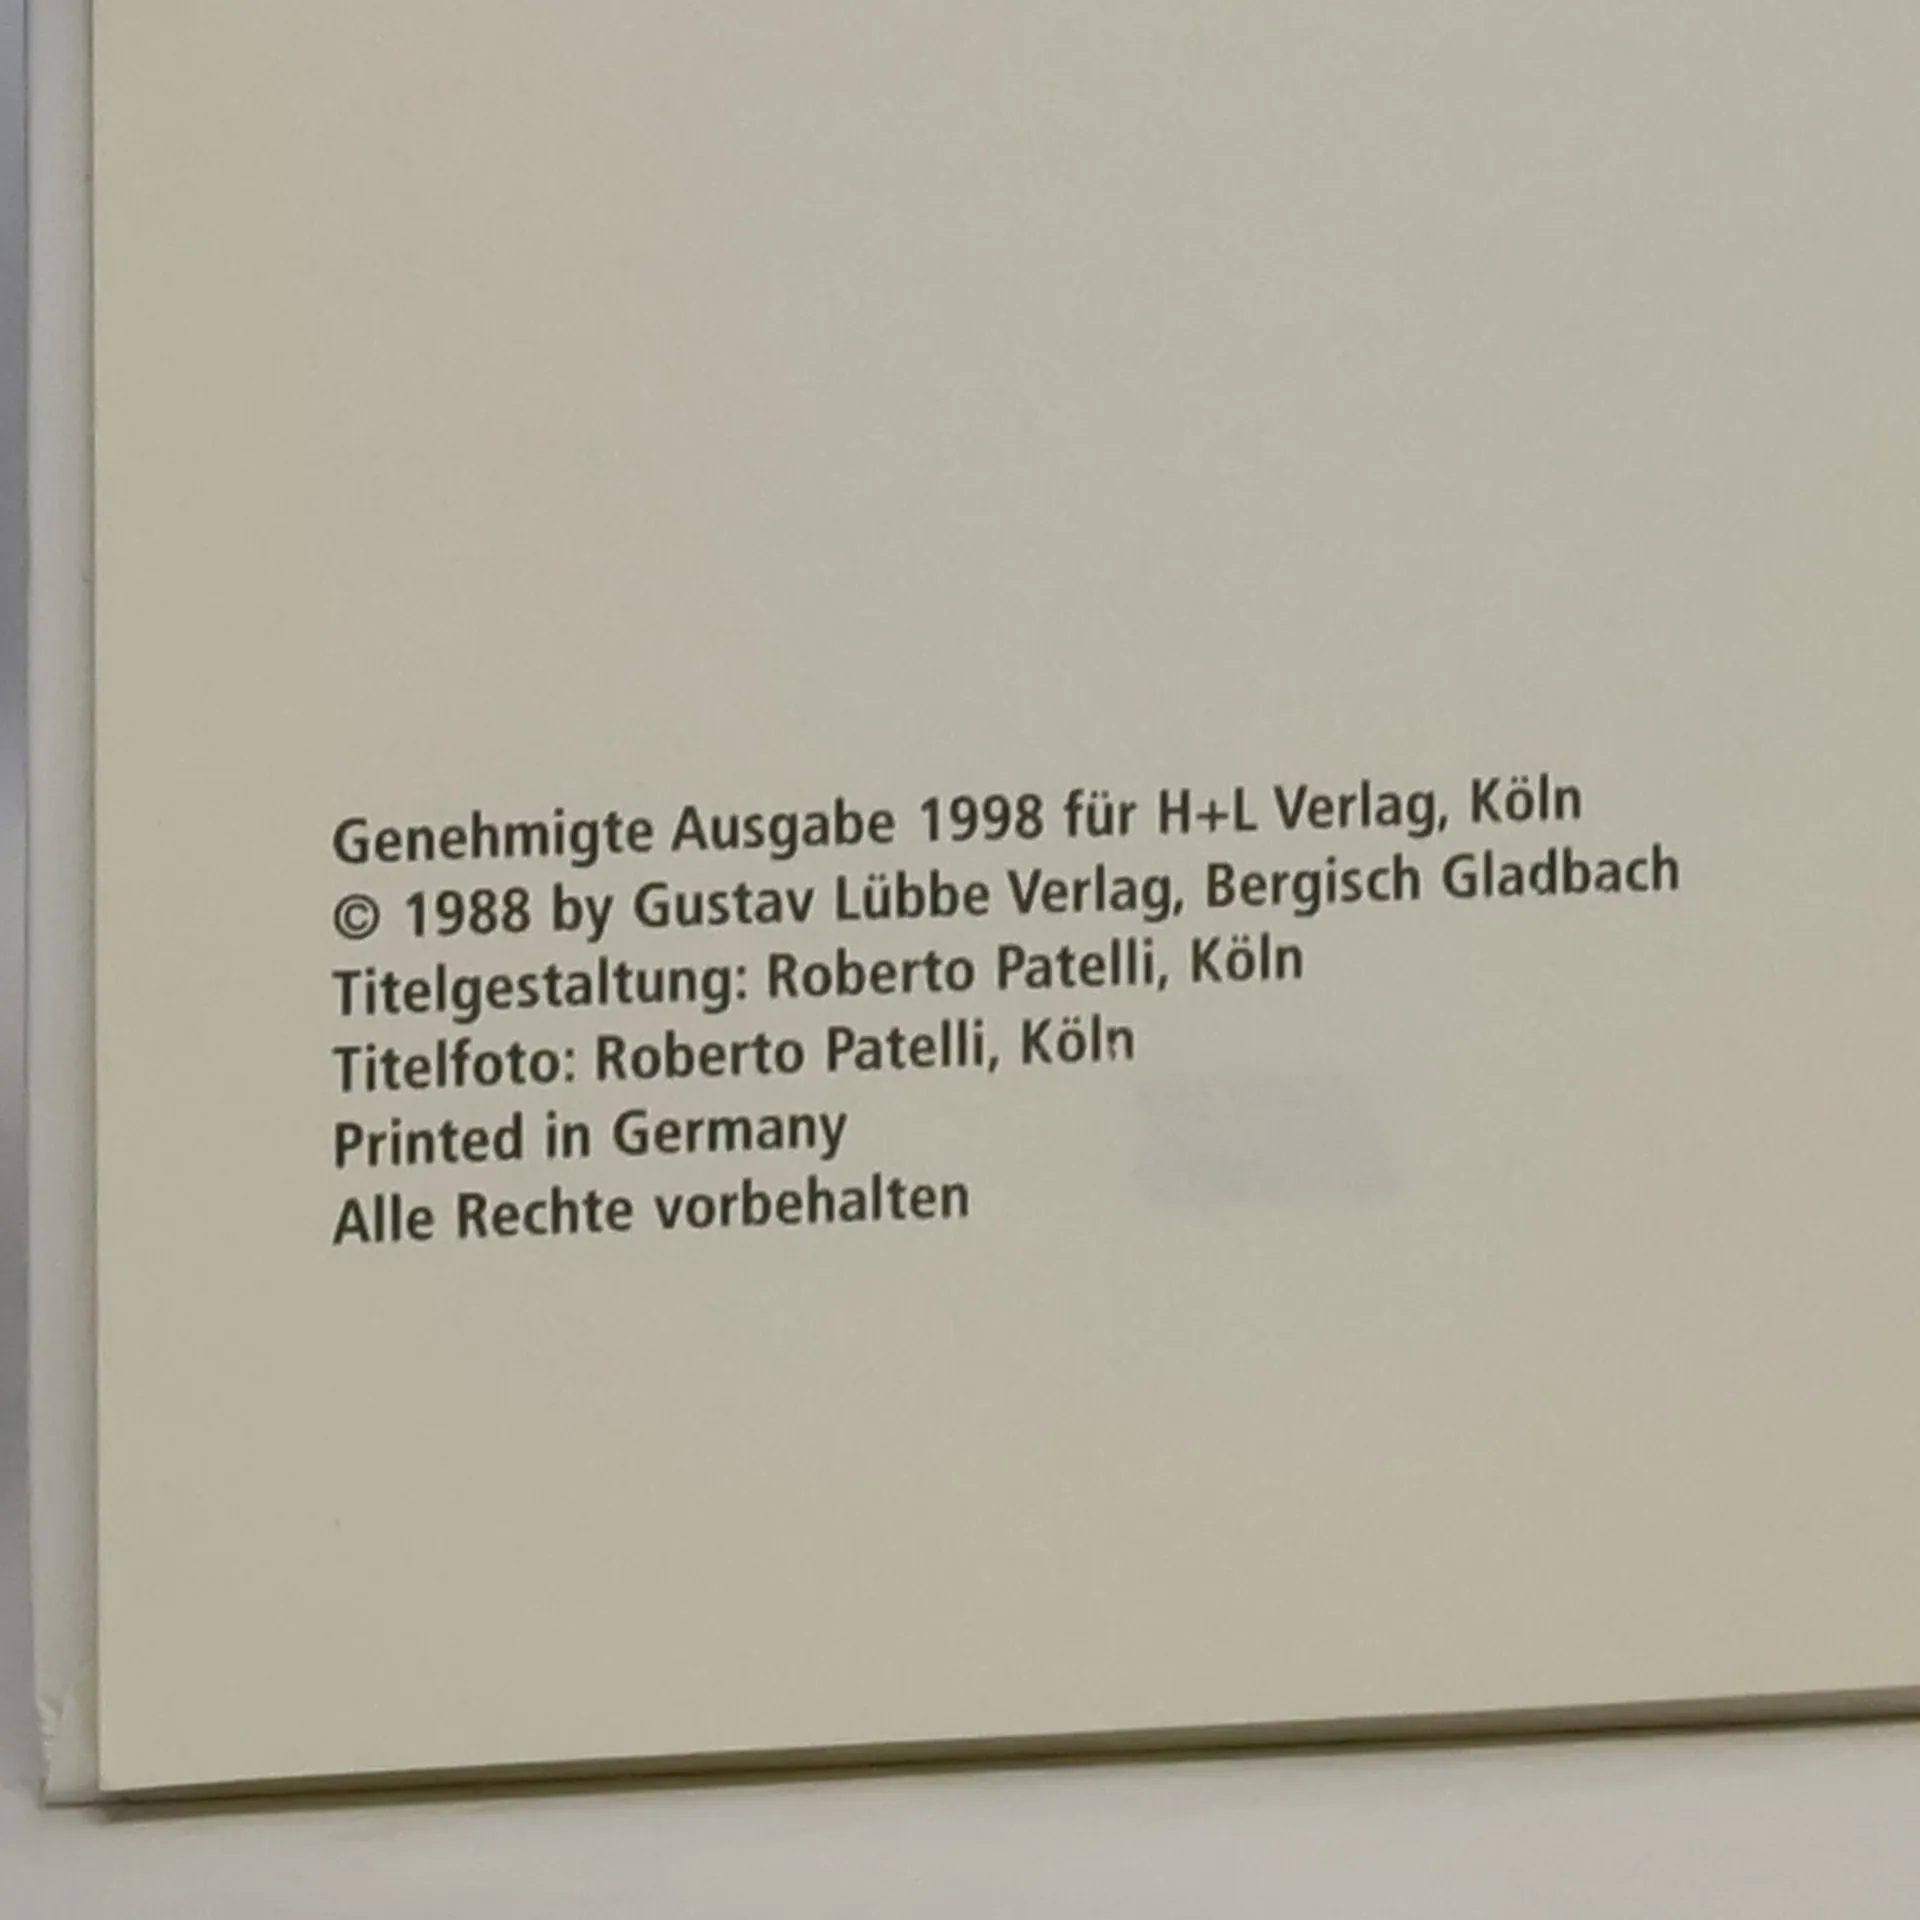 Genehmigte Ausgabe 1998 für H+L Verlag, Köln
© 1988 by Gustav Lübbe Verlag, Bergisch Gladbach
Titelgestaltung: Roberto Patelli, Köln
Titelfoto: Roberto Patelli, Köln
Printed in Germany
Alle Rechte vorbehalten